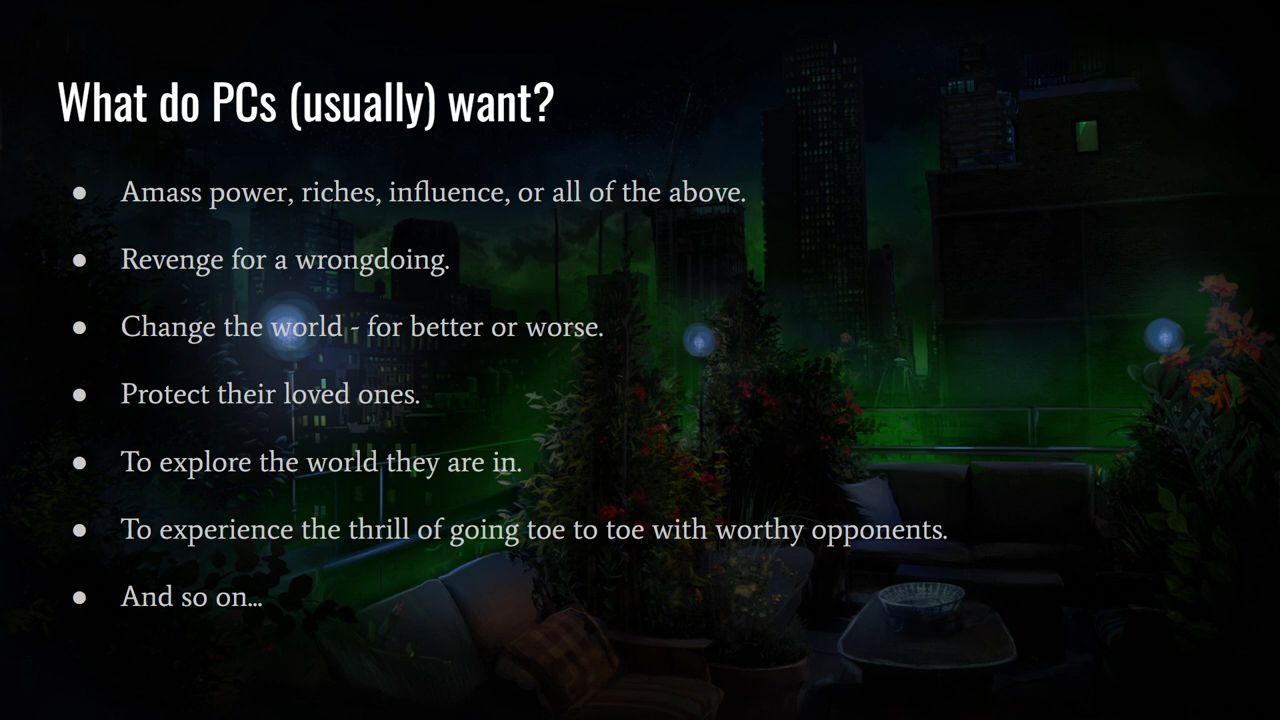 What do PCs (usually) want?
● Amass power, riches, influence, or all of the above.
● Revenge for a wrongdoing.
● Change the world - for better or worse.
● Protect their loved ones.
● To explore the world they are in.
● To experience the thrill of going toe to toe with worthy opponents.
● And so on...